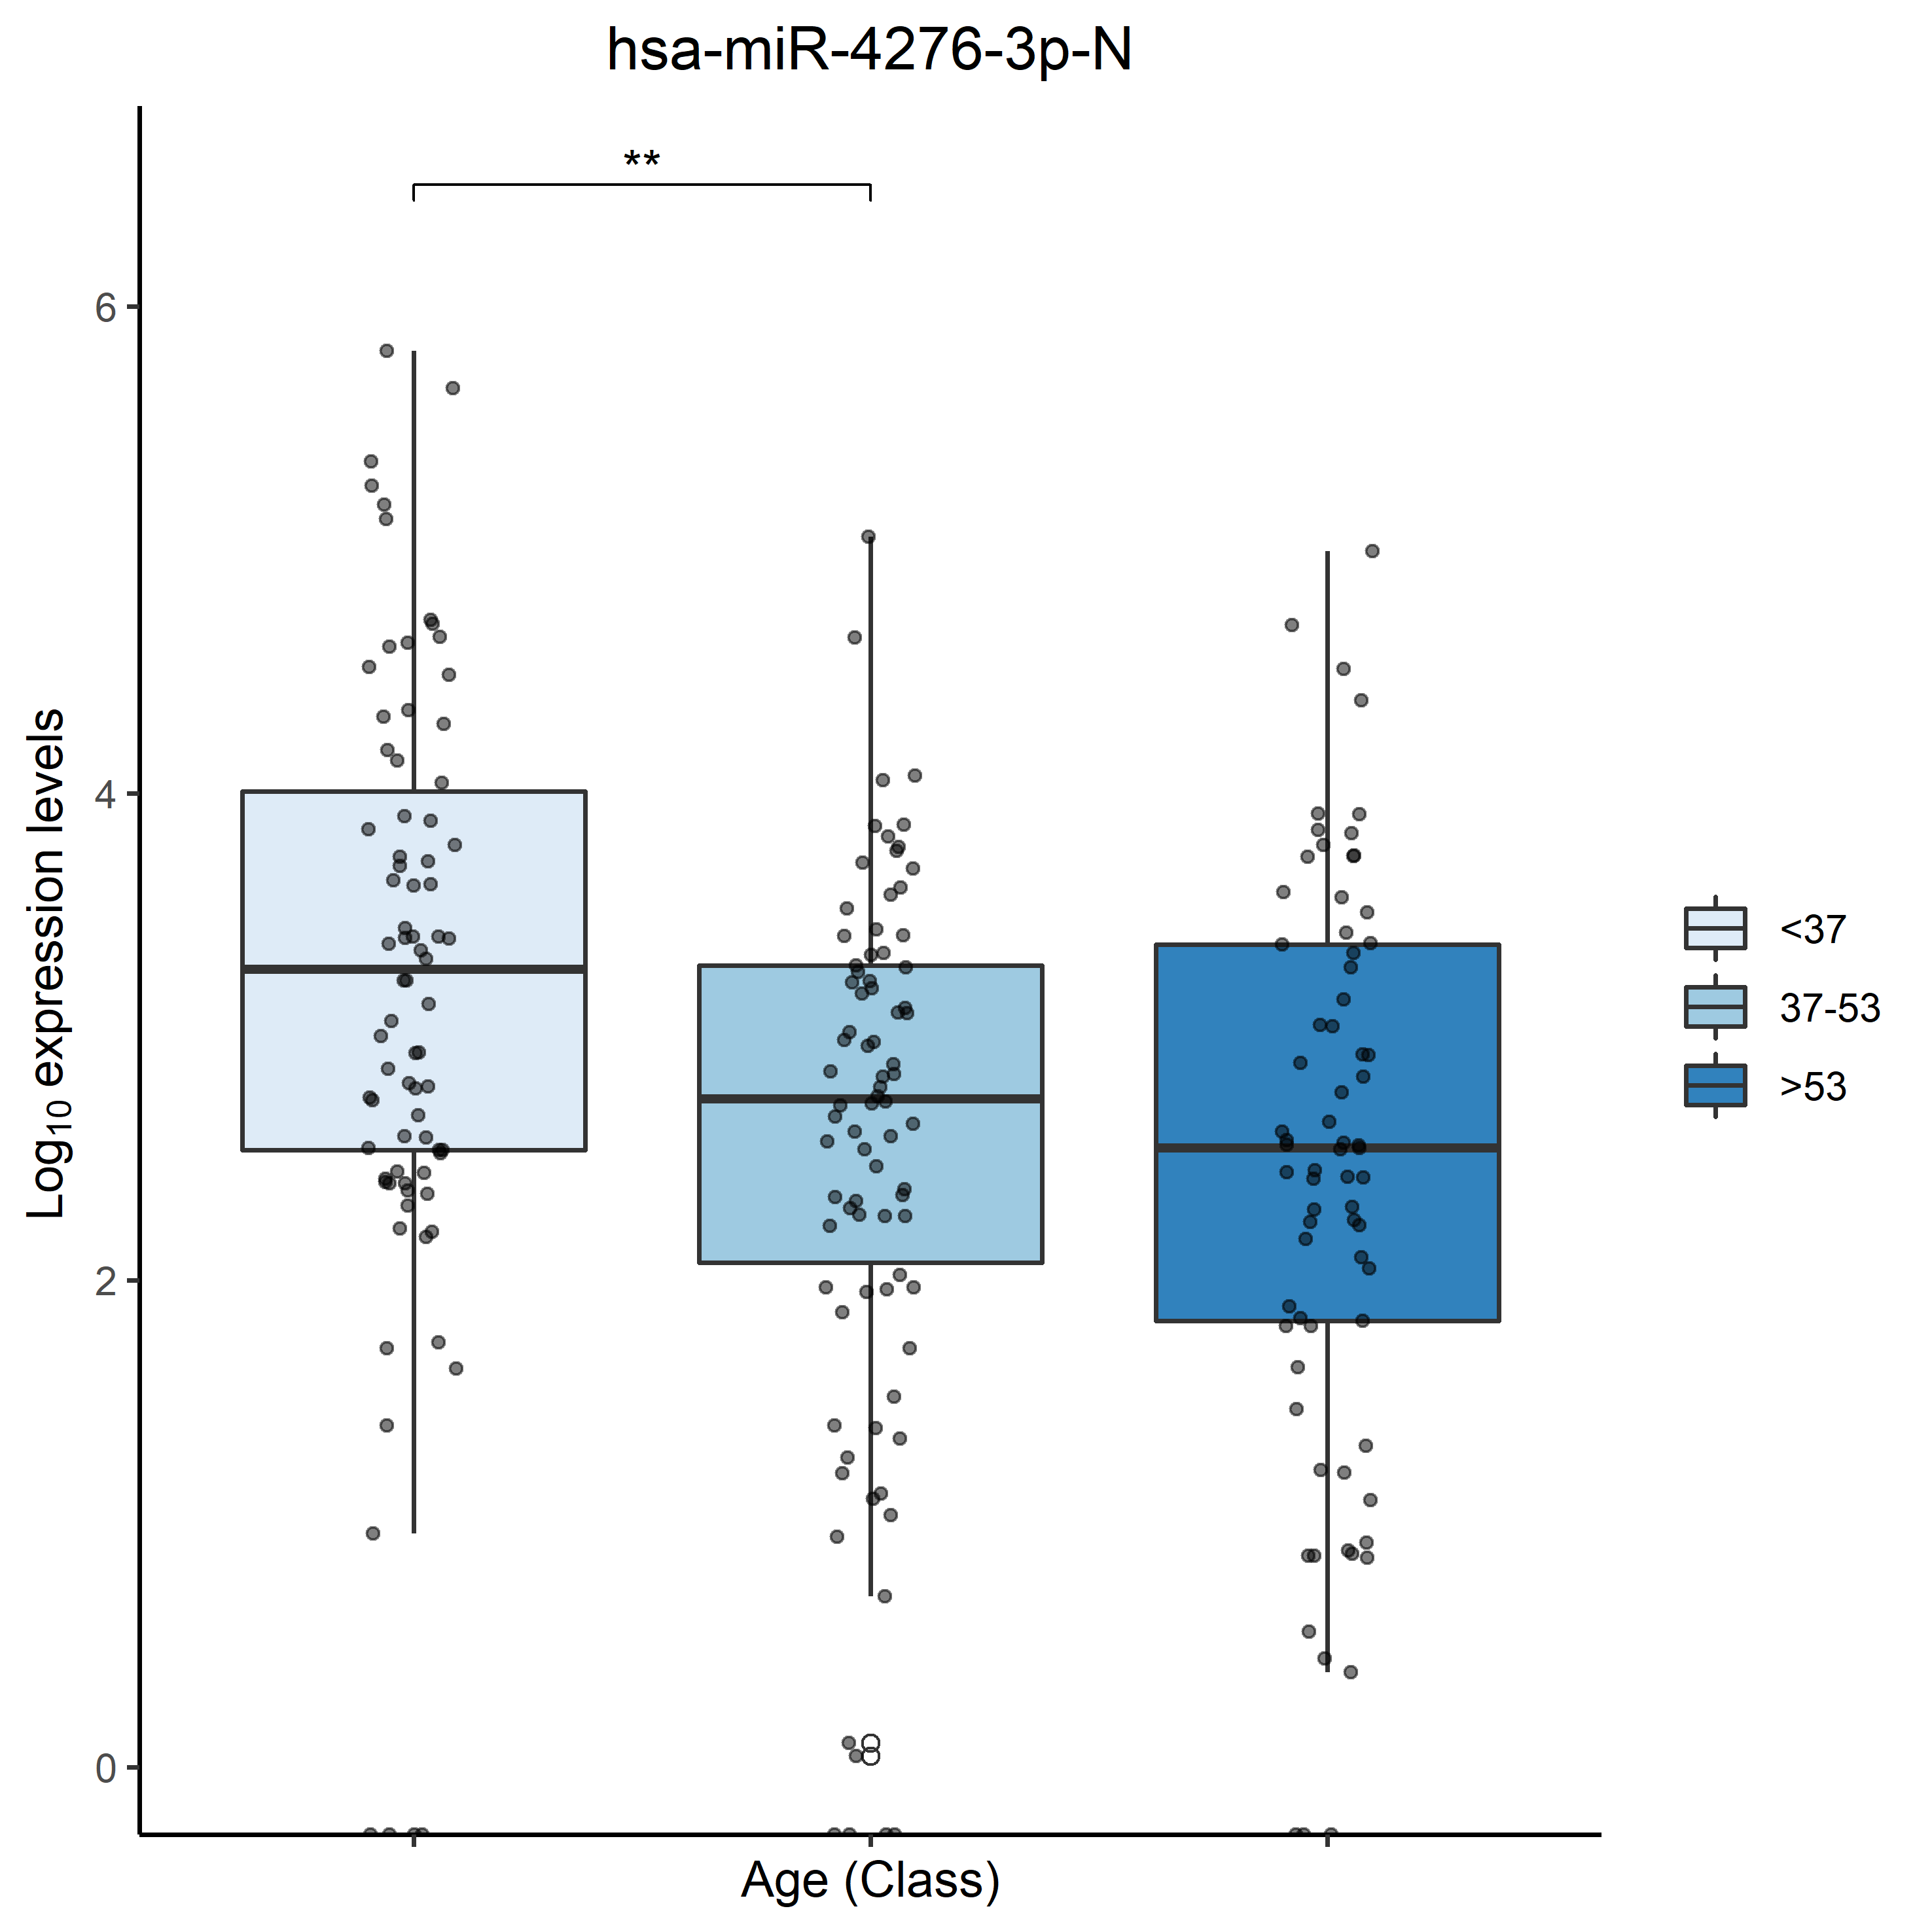 hsa-miR-4276-3p-N
**
6
4
2
0
Log10 expression levels
Age (Class)
<37
37-53
>53